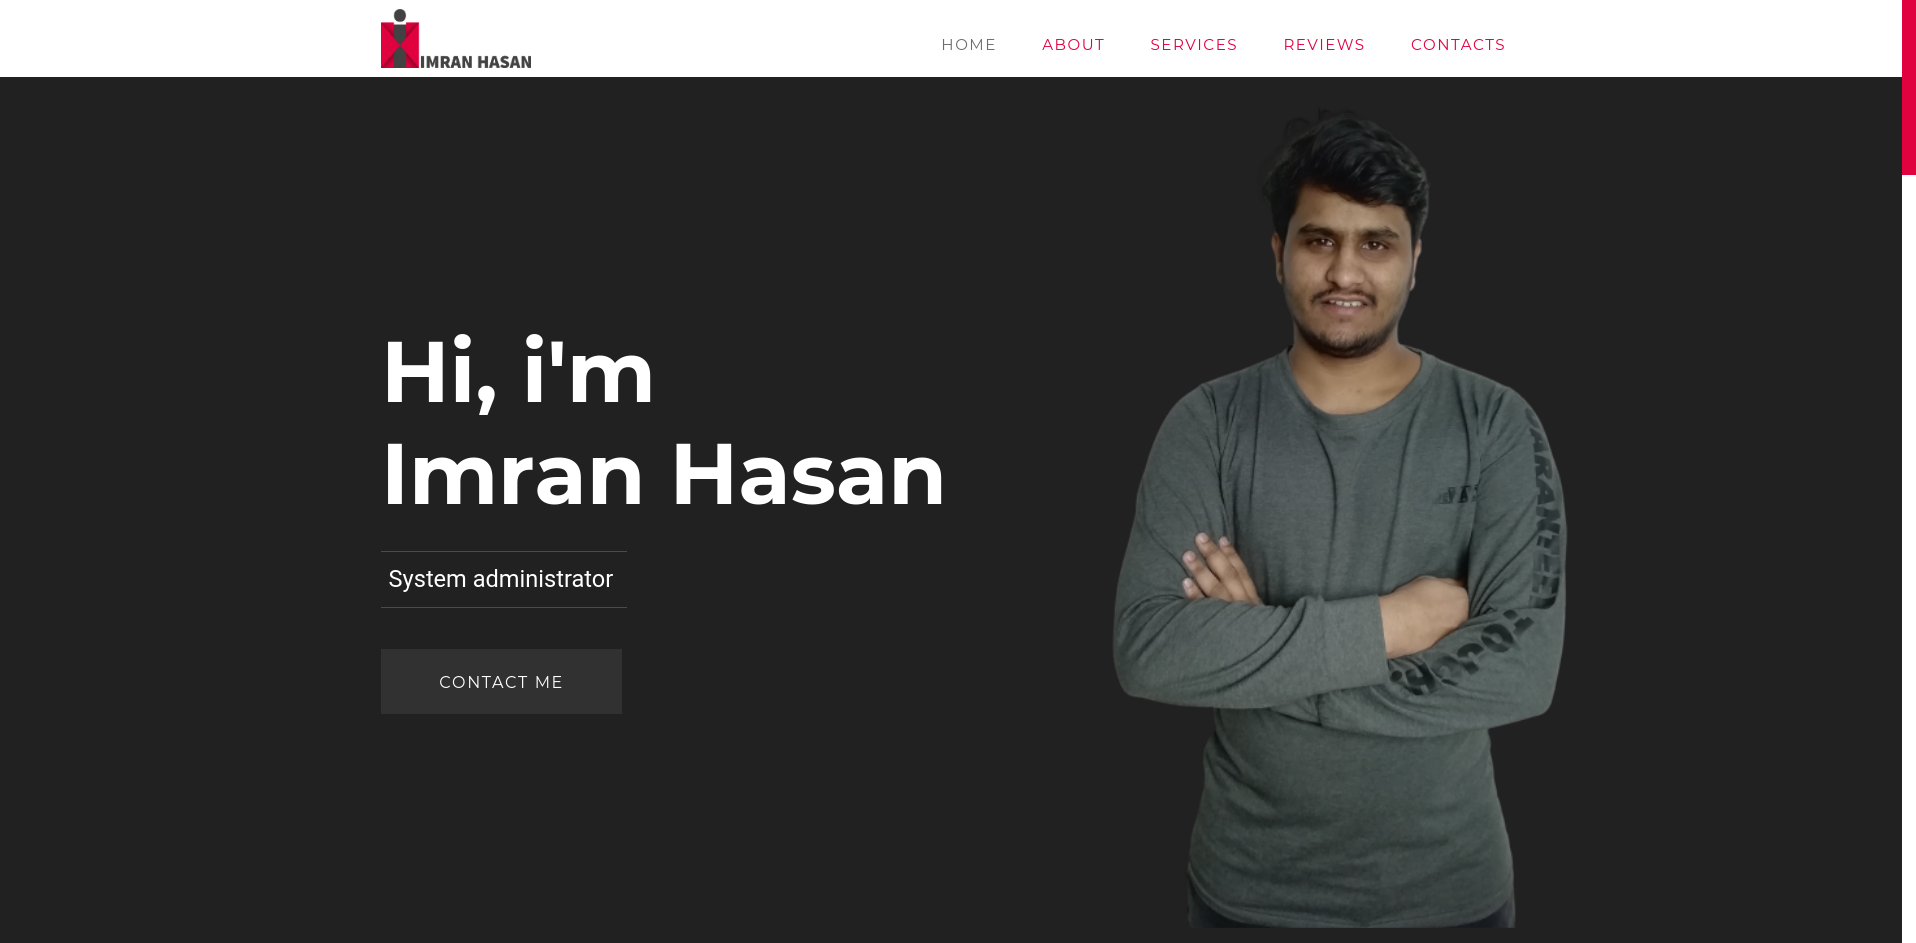 IMRAN HASAN
HOME ABOUT SERVICES REVIEWS CONTACTS
Hi, i'm
Imran Hasan
System administrator
CONTACT ME